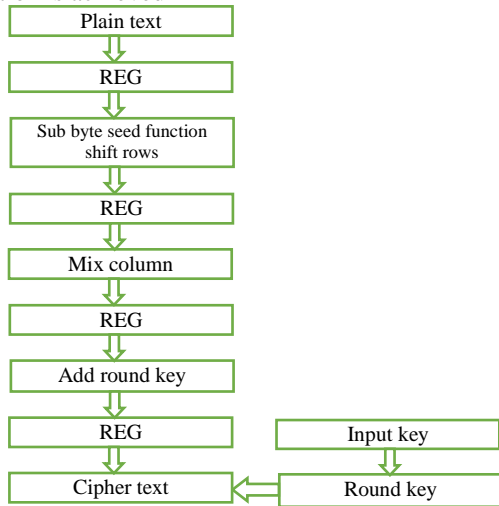 Plain text
REG
Sub byte seed function
shift rows
REG
Mix column
REG
Add round key
REG
Input key
Cipher text
Round key